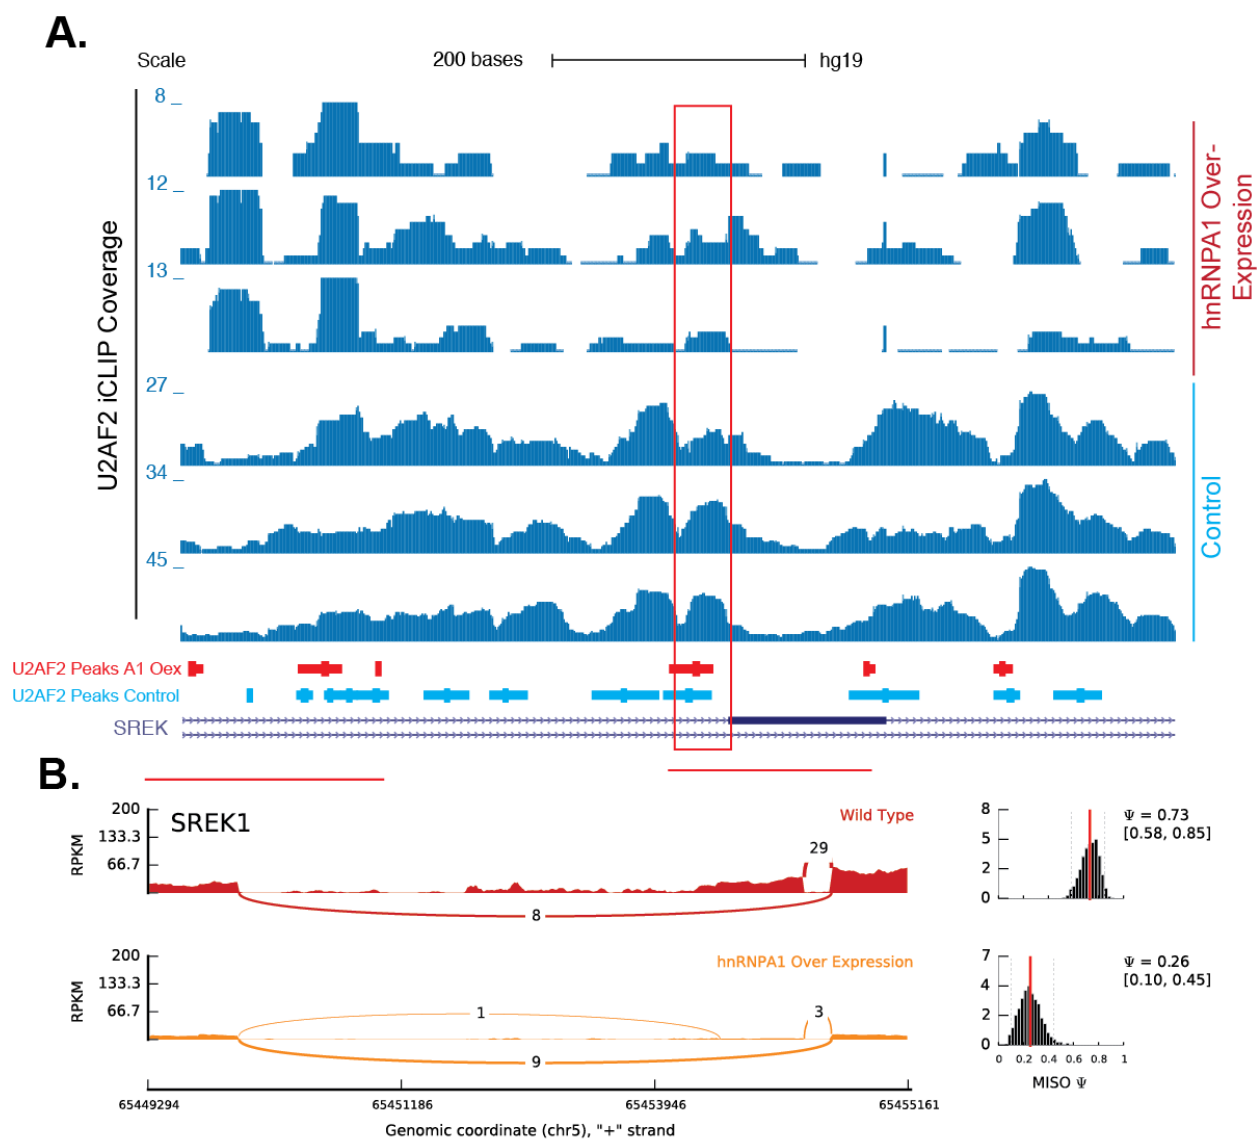 A.
Scale 200 bases hg19
8 _
12 _
13 _
27 _
34 _
45 _
U2AF2 iCLIP Coverage
hnRNPA1 Over-
Expression
Control
U2AF2 Peaks A1 Oex
U2AF2 Peaks Control
SREK
B.
SREK1
Wild Type
RPKM
200
133.3
66.7
29
8
8
5
2
0
Ψ = 0.73
[0.58, 0.85]
hnRNPA1 Over Expression
RPKM
200
133.3
66.7
1
3
9
7
4
2
0
Ψ = 0.26
[0.10, 0.45]
0 0.2 0.4 0.6 0.8 1
MISO Ψ
65449294 65451186 65453946 65455161
Genomic coordinate (chr5), "+" strand